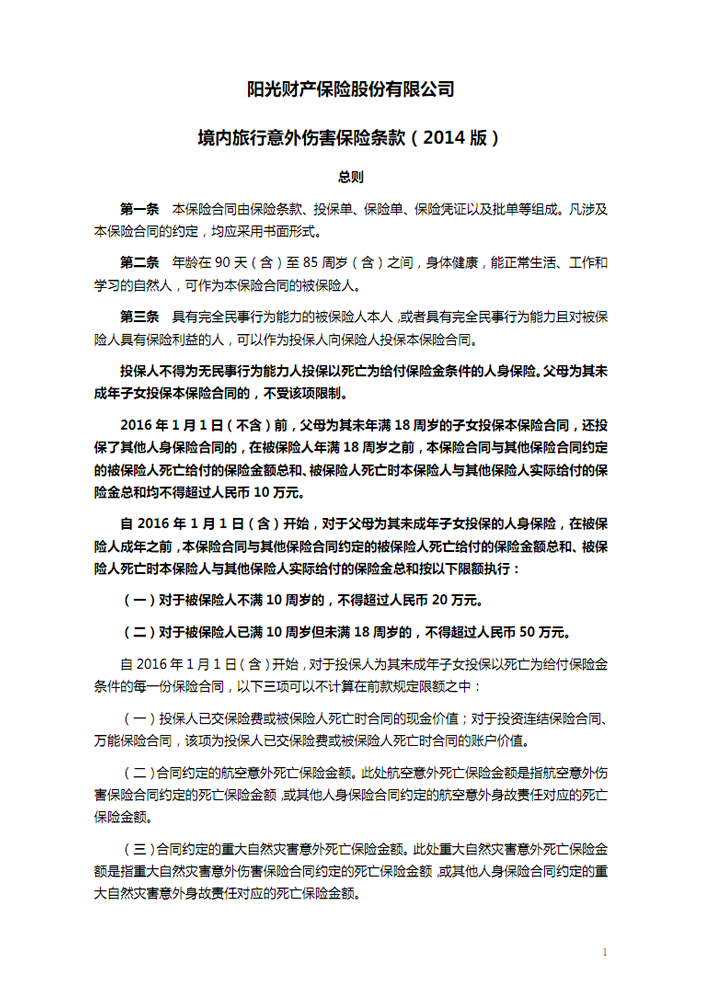 阳光财产保险股份有限公司
境内旅行意外伤害保险条款（2014 版）
总则
第一条 本保险合同由保险条款、投保单、保险单、保险凭证以及批单等组成。凡涉及
本保险合同的约定，均应采用书面形式。
第二条 年龄在 90 天（含）至 85 周岁（含）之间，身体健康，能正常生活、工作和
学习的自然人，可作为本保险合同的被保险人。
第三条 具有完全民事行为能力的被保险人本人，或者具有完全民事行为能力且对被保
险人具有保险利益的人，可以作为投保人向保险人投保本保险合同。
投保人不得为无民事行为能力人投保以死亡为给付保险金条件的人身保险。父母为其未
成年子女投保本保险合同的，不受该项限制。
2016 年 1 月 1 日（不含）前，父母为其未年满 18 周岁的子女投保本保险合同，还投
保了其他人身保险合同的，在被保险人年满 18 周岁之前，本保险合同与其他保险合同约定
的被保险人死亡给付的保险金额总和、被保险人死亡时本保险人与其他保险人实际给付的保
险金总和均不得超过人民币 10 万元。
自 2016 年 1 月 1 日（含）开始，对于父母为其未成年子女投保的人身保险，在被保
险人成年之前，本保险合同与其他保险合同约定的被保险人死亡给付的保险金额总和、被保
险人死亡时本保险人与其他保险人实际给付的保险金总和按以下限额执行：
（一）对于被保险人不满 10 周岁的，不得超过人民币 20 万元。
（二）对于被保险人已满 10 周岁但未满 18 周岁的，不得超过人民币 50 万元。
自 2016 年 1 月 1 日（含）开始，对于投保人为其未成年子女投保以死亡为给付保险金
条件的每一份保险合同，以下三项可以不计算在前款规定限额之中：
（一）投保人已交保险费或被保险人死亡时合同的现金价值；对于投资连结保险合同、
万能保险合同，该项为投保人已交保险费或被保险人死亡时合同的账户价值。
（二）合同约定的航空意外死亡保险金额。此处航空意外死亡保险金额是指航空意外伤
害保险合同约定的死亡保险金额，或其他人身保险合同约定的航空意外身故责任对应的死亡
保险金额。
（三）合同约定的重大自然灾害意外死亡保险金额。此处重大自然灾害意外死亡保险金
额是指重大自然灾害意外伤害保险合同约定的死亡保险金额，或其他人身保险合同约定的重
大自然灾害意外身故责任对应的死亡保险金额。
1